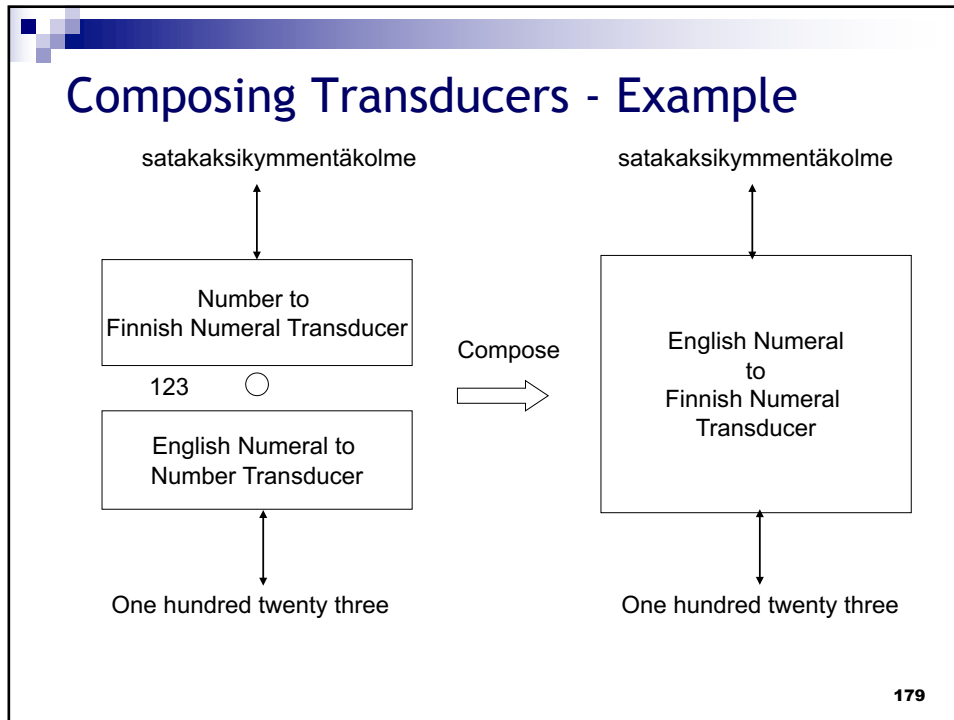 Composing Transducers - Example
satakaksikymmentäkolme
Number to
Finnish Numeral Transducer
123
English Numeral to
Number Transducer
One hundred twenty three
Compose
satakaksikymmentäkolme
English Numeral
to
Finnish Numeral
Transducer
One hundred twenty three
179